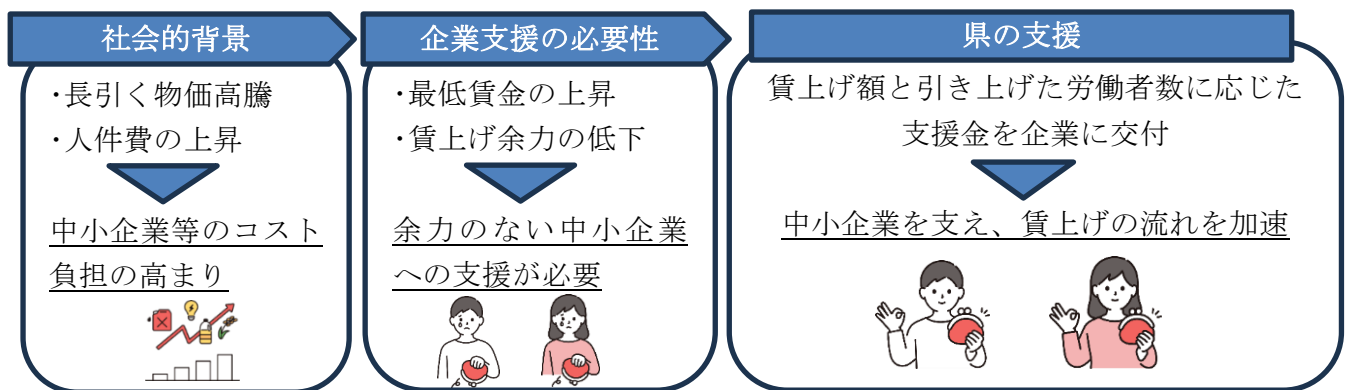 社会的背景
・長引く物価高騰
・人件費の上昇
中小企業等のコスト
負担の高まり
企業支援の必要性
・最低賃金の上昇
・賃上げ余力の低下
余力のない中小企業
への支援が必要
県の支援
賃上げ額と引き上げた労働者数に応じた
支援金を企業に交付
中小企業を支え、賃上げの流れを加速